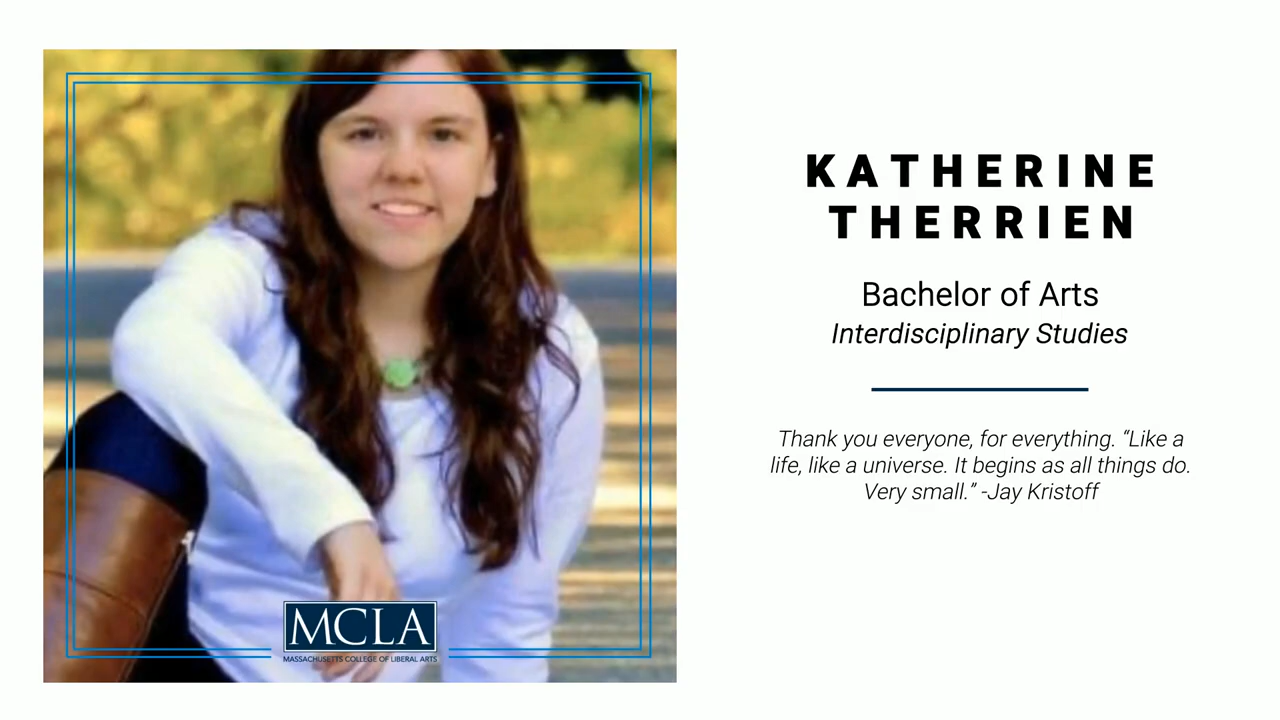 KATHERINE
THERRIEN
Bachelor of Arts
Interdisciplinary Studies
Thank you everyone, for everything. “Like a
life, like a universe. It begins as all things do.
Very small.” -Jay Kristoff
MCLA
MASSACHUSETTS COLLEGE OF LIBERAL ARTS